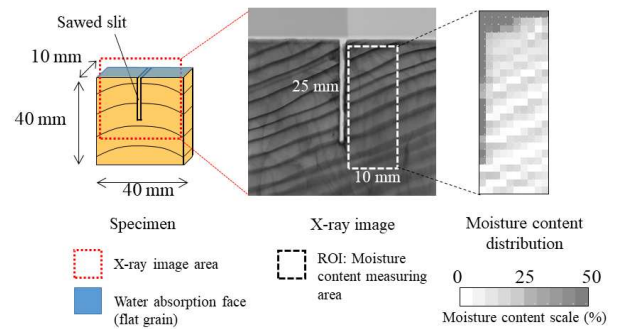 Sawed slit
10 mm
40 mm
40 mm
25 mm
10 mm
Specimen
X-ray image
Moisture content
distribution
X-ray image area
Water absorption face
(flat grain)
ROI: Moisture
content measuring
area
0 25 50
Moisture content scale (%)